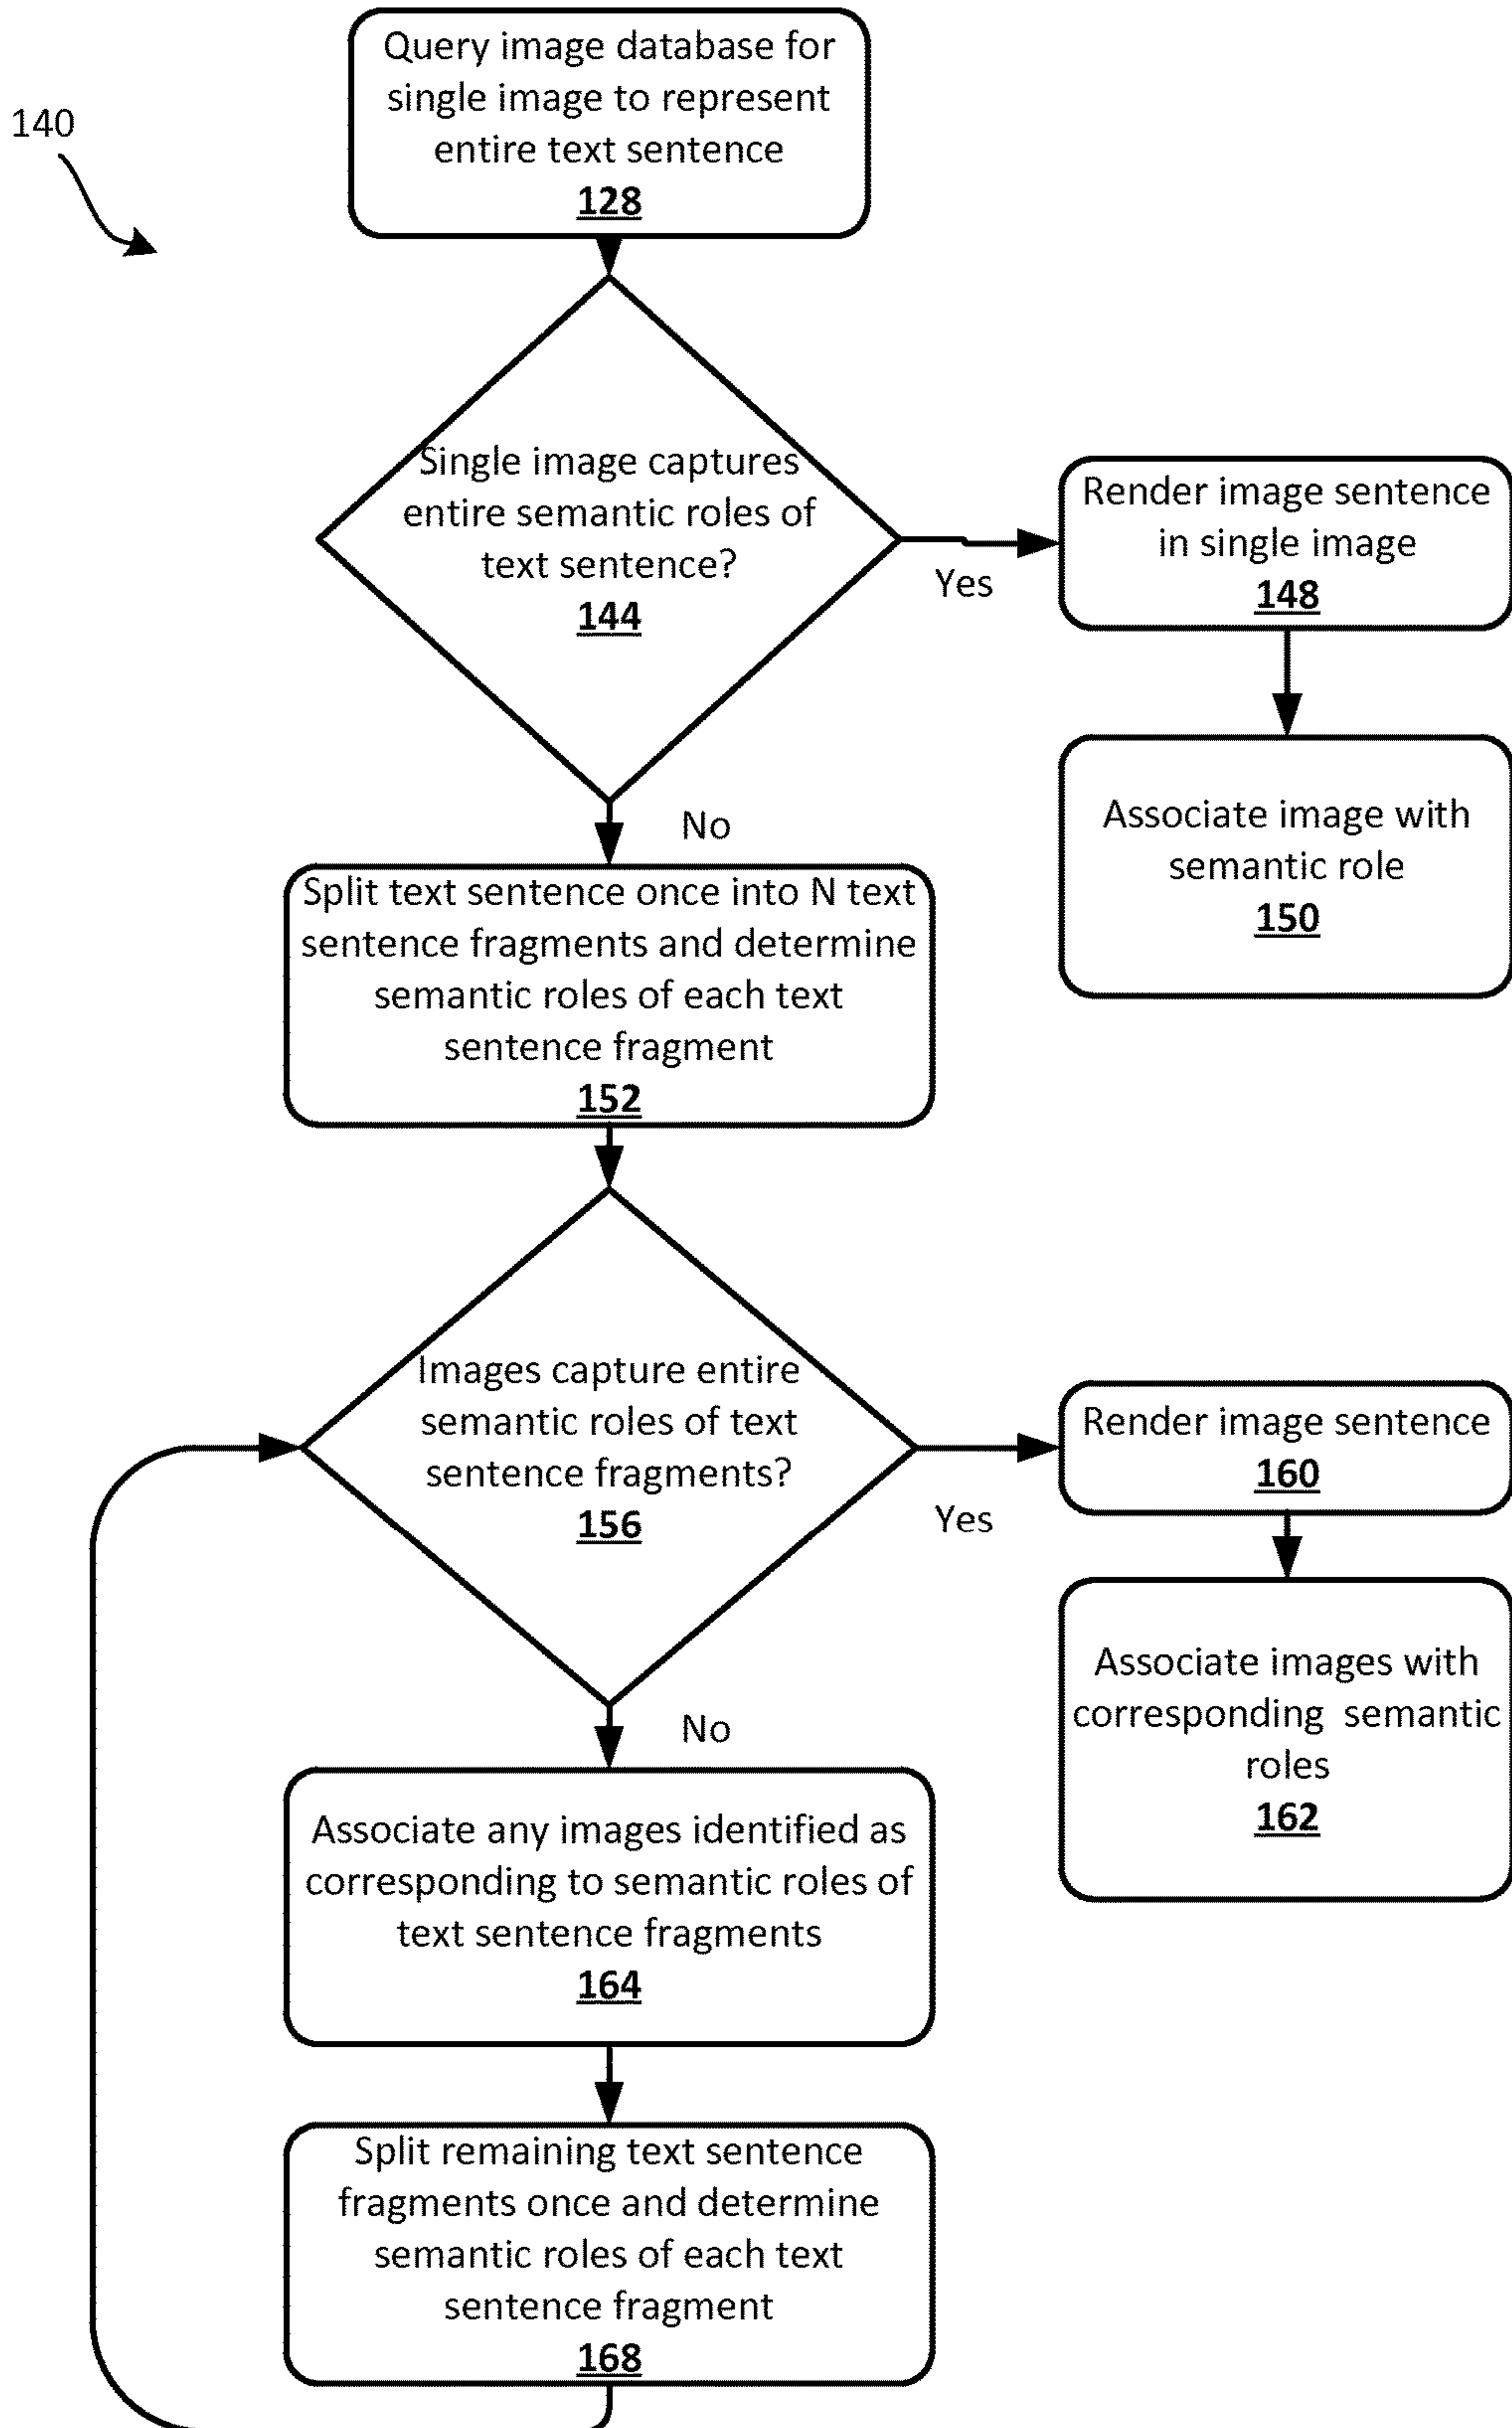 Query image database for
single image to represent
entire text sentence
128
140
Single image captures
entire semantic roles of
text sentence?
144
Yes
Render image sentence
in single image
148
Associate image with
semantic role
150
No
Split text sentence once into N text
sentence fragments and determine
semantic roles of each text
sentence fragment
152
Images capture entire
semantic roles of text
sentence fragments?
156
Yes
Render image sentence
160
Associate images with
corresponding semantic
roles
162
No
Associate any images identified as
corresponding to semantic roles of
text sentence fragments
164
Split remaining text sentence
fragments once and determine
semantic roles of each text
sentence fragment
168